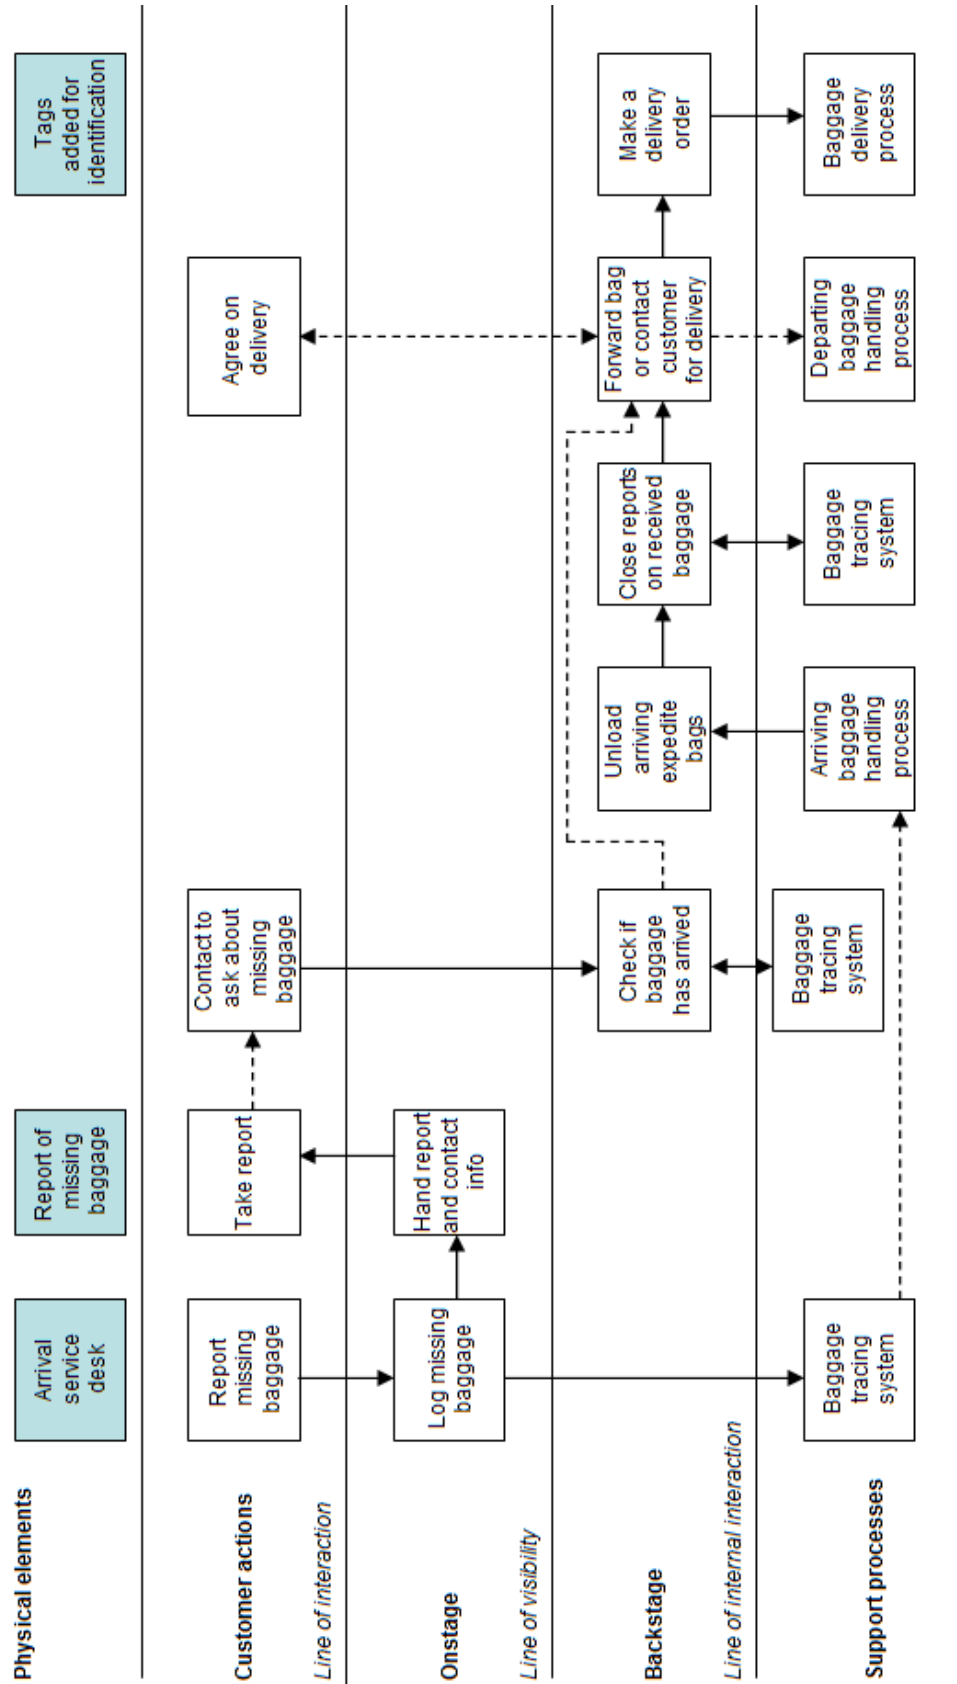 Physical elements
Arrival
service
desk
Report of
missing
baggage
Tags
added for
identification
Customer actions
Report
missing
baggage
Take report
Contact to
ask about
missing
baggage
Agree on
delivery
Line of interaction
Onstage
Log missing
baggage
Hand report
and contact
info
Line of visibility
Backstage
Check if
baggage
has arrived
Unload
arriving
expedite
bags
Close reports
on received
baggage
Forward bag
or contact
customer
for delivery
Make a
delivery
order
Line of internal interaction
Support processes
Baggage
tracing
system
Baggage
tracing
system
Arriving
baggage
handling
process
Baggage
tracing
system
Departing
baggage
handling
process
Baggage
delivery
process